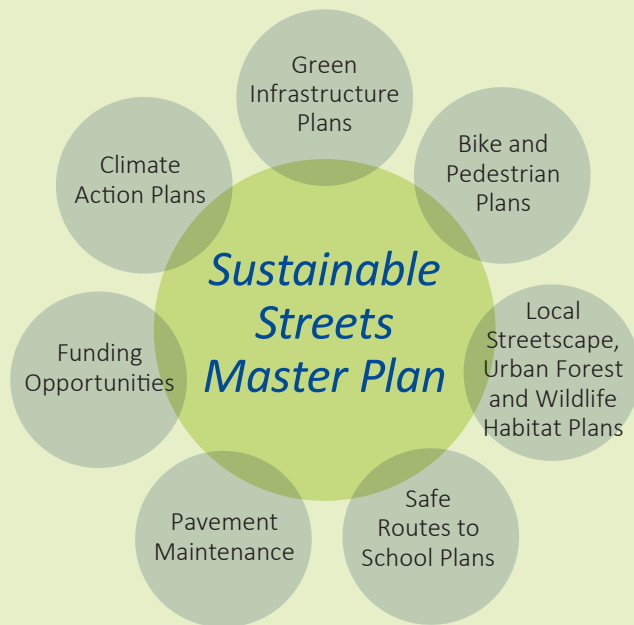 Green
Infrastructure
Plans
Bike and
Pedestrian
Plans
Local
Streetscape,
Urban Forest
and Wildlife
Habitat Plans
Safe
Routes to
School Plans
Pavement
Maintenance
Funding
Opportunities
Climate
Action Plans
Sustainable
Streets
Master Plan